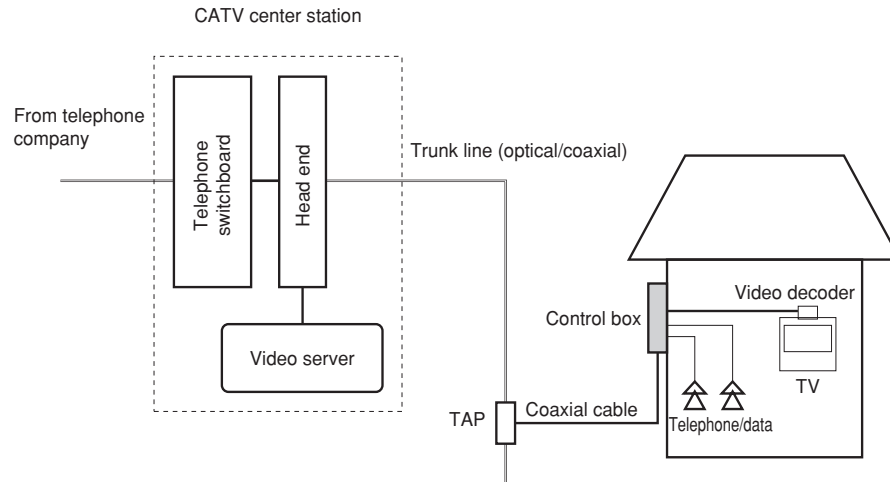 CATV center station
From telephone
company
Telephone
switchboard
Head end
Trunk line (optical/coaxial)
Video server
Control box
Video decoder
TV
TAP
Coaxial cable
Telephone/data